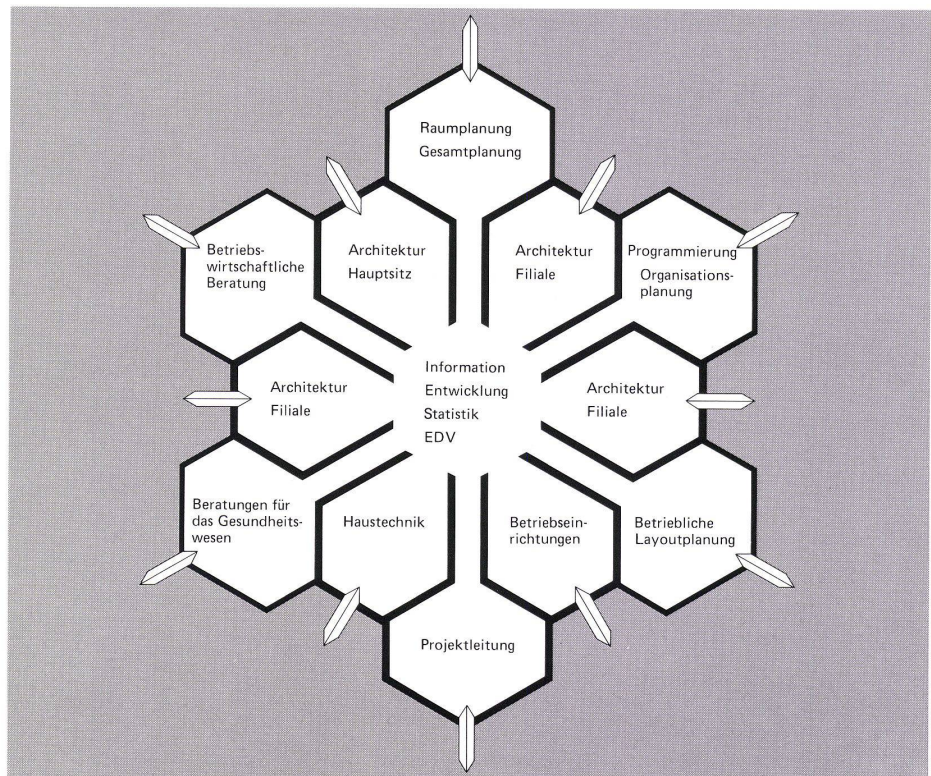 Raumplanung
Gesamtplanung
Architektur
Hauptsitz
Architektur
Filiale
Betriebs-
wirtschaftliche
Beratung
Programmierung
Organisations-
planung
Architektur
Filiale
Information
Entwicklung
Statistik
EDV
Architektur
Filiale
Beratungen für
das Gesundheits-
wesen
Haustechnik
Betriebsein-
richtungen
Betriebliche
Layoutplanung
Projektleitung